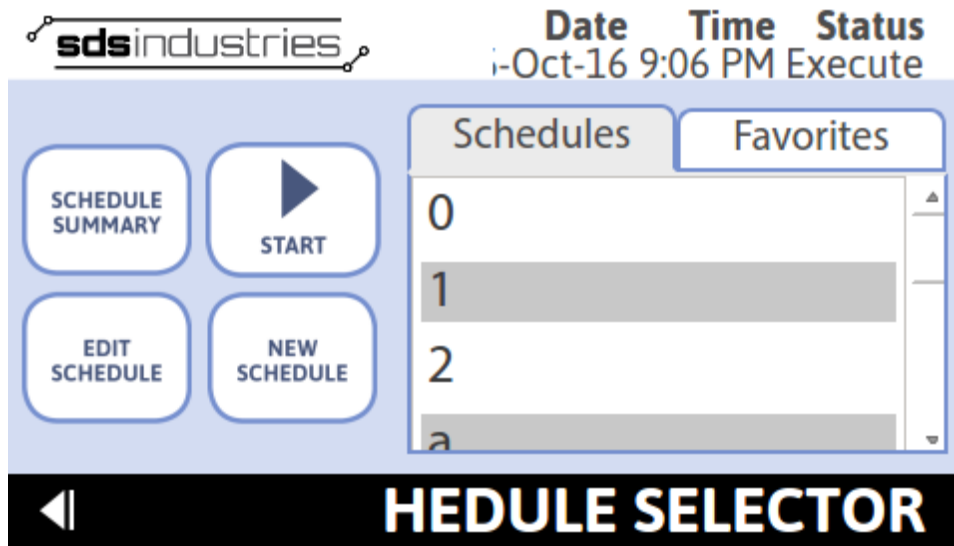 sdsindustries
Date Time Status
-Oct-16 9:06 PM Execute
Schedules
Favorites
SCHEDULE
SUMMARY
START
EDIT
SCHEDULE
NEW
SCHEDULE
0
1
2
a
HEDULE SELECTOR